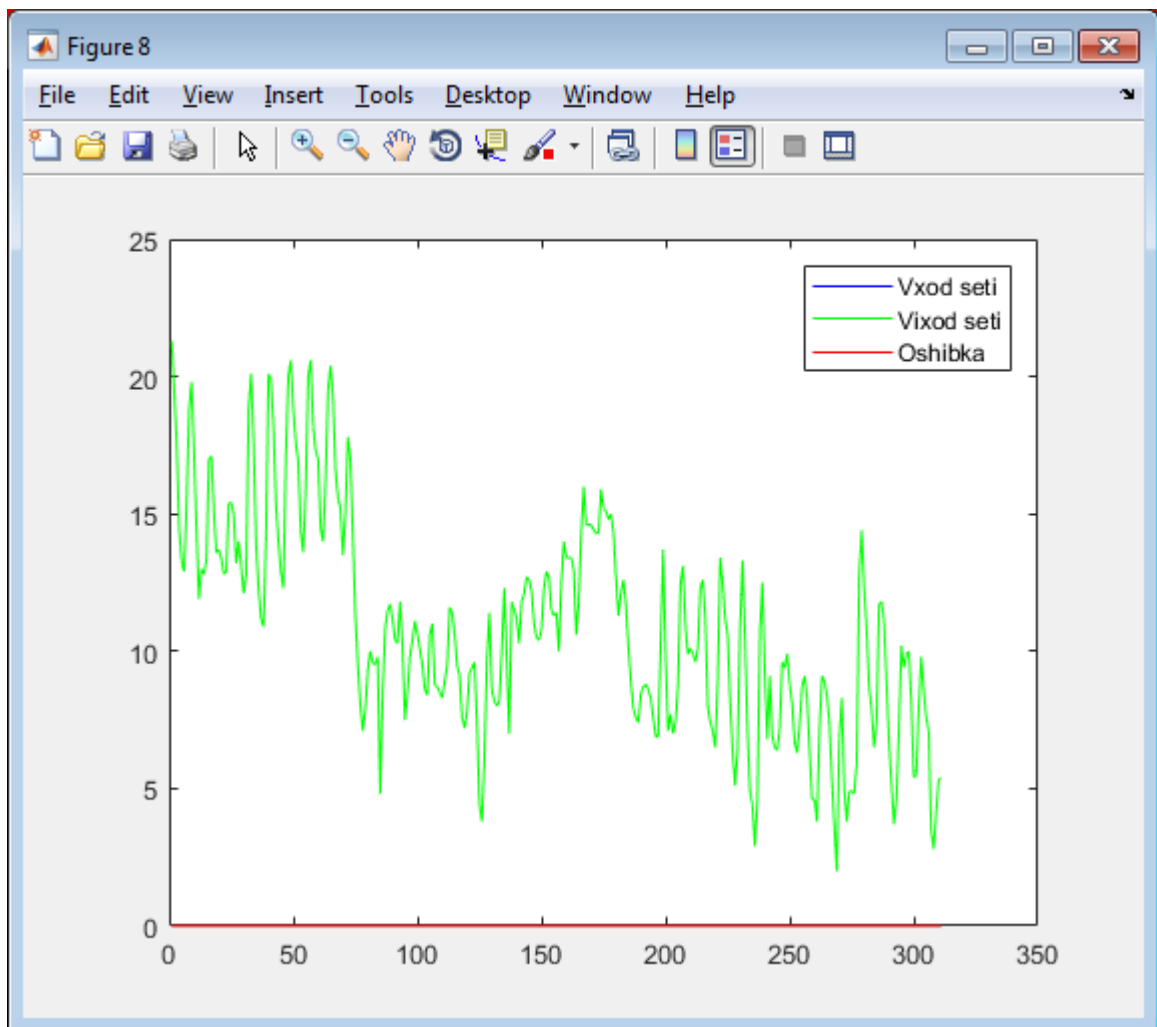 Figure 8
File Edit View Insert Tools Desktop Window Help
25
20
15
10
5
0
0 50 100 150 200 250 300 350
Vxod seti
Vixod seti
Oshibka